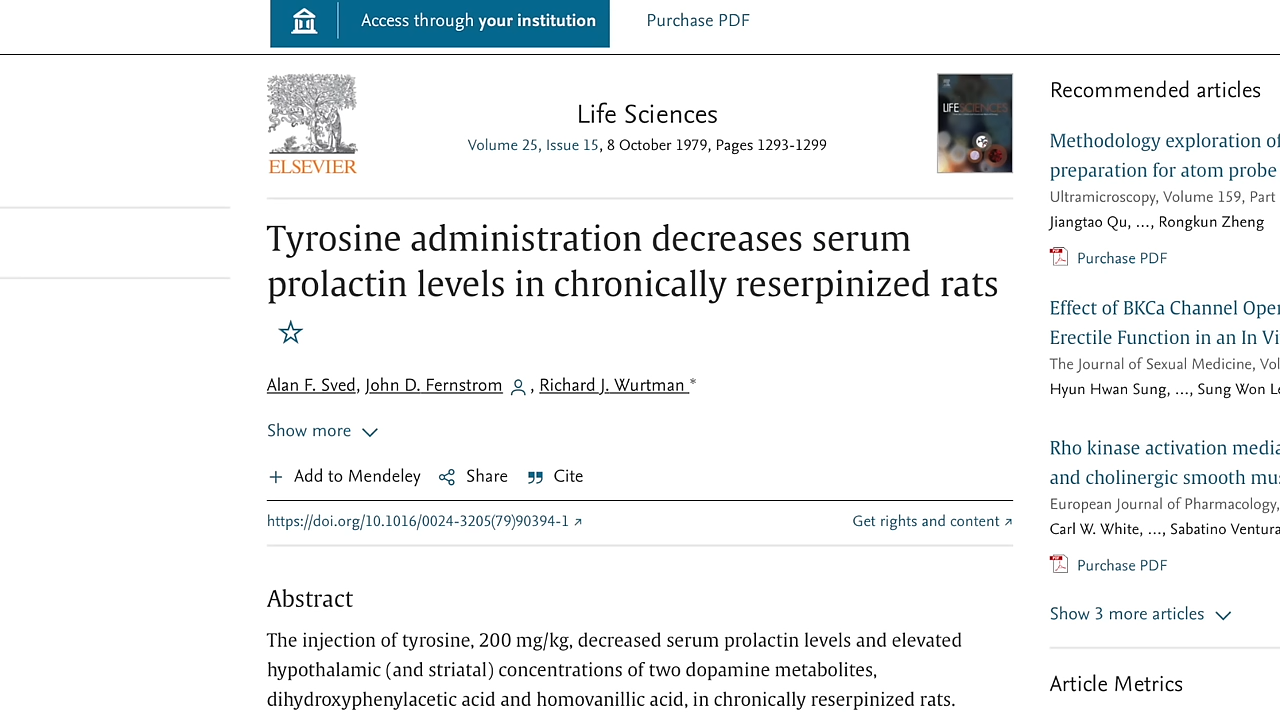 Access through your institution
Purchase PDF
ELSEVIER
Life Sciences
Volume 25, Issue 15, 8 October 1979, Pages 1293-1299
LIFE SCIENCES
Tyrosine administration decreases serum
prolactin levels in chronically reserpinized rats
☆
Alan F. Sved, John D. Fernstrom , Richard J. Wurtman *
Show more
+ Add to Mendeley Share Cite
https://doi.org/10.1016/0024-3205(79)90394-1 ↗
Get rights and content ↗
Abstract
The injection of tyrosine, 200 mg/kg, decreased serum prolactin levels and elevated
hypothalamic (and striatal) concentrations of two dopamine metabolites,
dihydroxyphenylacetic acid and homovanillic acid, in chronically reserpinized rats.
Recommended articles
Methodology exploration of
preparation for atom probe
Ultramicroscopy, Volume 159, Part
Jiangtao Qu, …, Rongkun Zheng
Purchase PDF
Effect of BKCa Channel Oper
Erectile Function in an In Vi
The Journal of Sexual Medicine, Vol
Hyun Hwan Sung, …, Sung Won Le
Rho kinase activation media
and cholinergic smooth mus
European Journal of Pharmacology,
Carl W. White, …, Sabatino Ventura
Purchase PDF
Show 3 more articles
Article Metrics